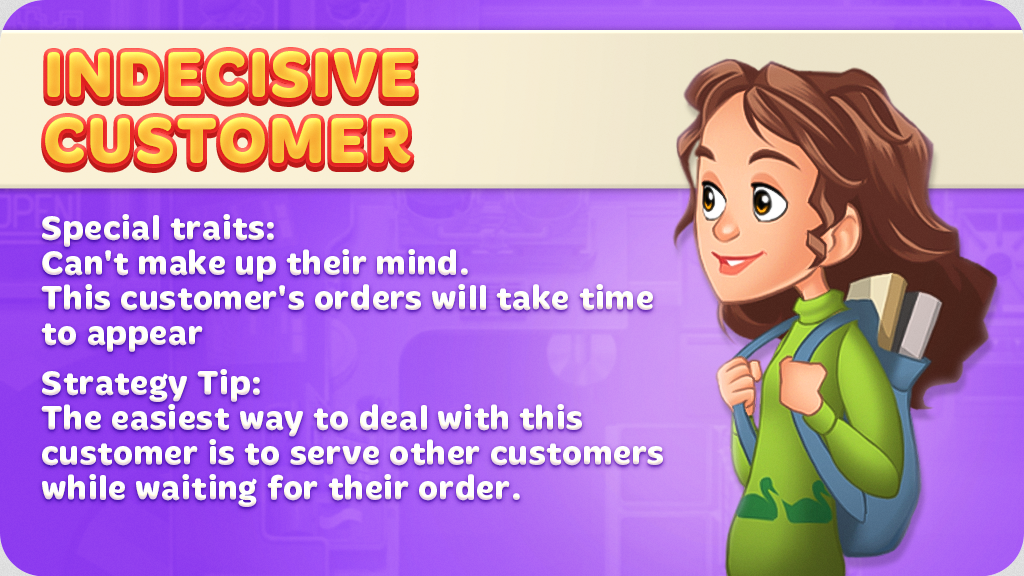 INDECISIVE
CUSTOMER
OPEN
Special traits:
Can't make up their mind.
This customer's orders will take time
to appear
Strategy Tip:
The easiest way to deal with this
customer is to serve other customers
while waiting for their order.